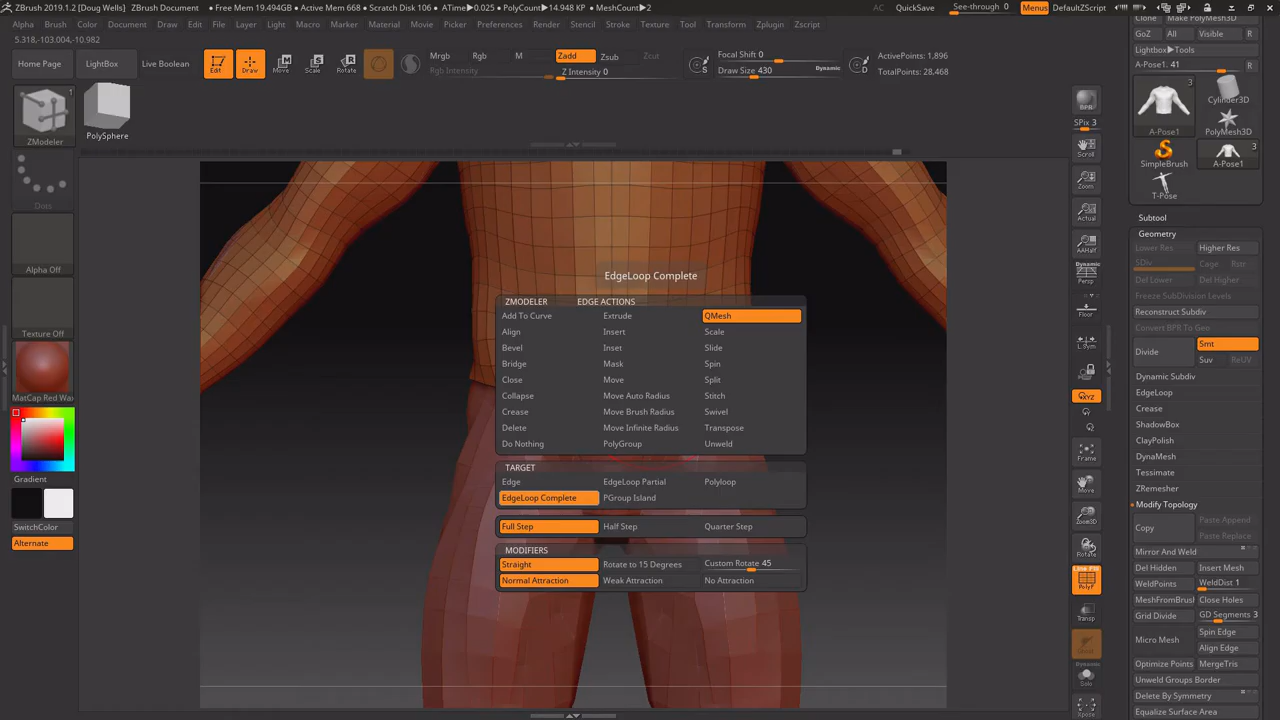 ZBrush 2019.1.2 [Doug Wells] ZBrush Document • Free Mem 19.494GB • Active Mem 668 • Scratch Disk 106 • ATime▶0.025 • PolyCount▶14.948 KP • MeshCount▶2 AC QuickSave See-through 0 Menus DefaultZScript
Alpha Brush Color Document Draw Edit File Layer Light Macro Marker Material Movie Picker Preferences Render Stencil Stroke Texture Tool Transform Zplugin Zscript
5.318,-103.004,-10.982
Home Page LightBox Live Boolean Edit Draw Move Scale Rotate
Mrgb Rgb M Zadd Zsub Zcut
Rgb Intensity Z Intensity 0
Focal Shift 0
Draw Size 430 Dynamic
S D
ActivePoints: 1,896
TotalPoints: 28,468
1
ZModeler
PolySphere
Dots
Alpha Off
Texture Off
MatCap Red Wax
Gradient
SwitchColor
Alternate
EdgeLoop Complete
ZMODELER EDGE ACTIONS
Add To Curve Extrude QMesh
Align Insert Scale
Bevel Inset Slide
Bridge Mask Spin
Close Move Split
Collapse Move Auto Radius Stitch
Crease Move Brush Radius Swivel
Delete Move Infinite Radius Transpose
Do Nothing PolyGroup Unweld
TARGET
Edge EdgeLoop Partial Polyloop
EdgeLoop Complete PGroup Island
Full Step Half Step Quarter Step
MODIFIERS
Straight Rotate to 15 Degrees Custom Rotate 45
Normal Attraction Weak Attraction No Attraction
BPR
SPix 3
Scroll
Zoom
Actual
AAHalf
Dynamic
Persp
Floor
L.Sym
XYZ
Frame
Move
Zoom3D
Rotate
Line Fill
PolyF
Transp
Dynamic
Solo
Xpose
Clone Make PolyMesh3D
GoZ All Visible R
Lightbox▶Tools
A-Pose1. 41 R
3
A-Pose1
Cylinder3D
PolyMesh3D
SimpleBrush
3
A-Pose1
T-Pose
Subtool
Geometry
Lower Res Higher Res
SDiv Cage Rstr
Del Lower Del Higher
Freeze SubDivision Levels
Reconstruct Subdiv
Convert BPR To Geo
Divide Smt
Suv ReUV
Dynamic Subdiv
EdgeLoop
Crease
ShadowBox
ClayPolish
DynaMesh
Tessimate
ZRemesher
Modify Topology
Copy Paste Append
Paste Replace
Mirror And Weld
Del Hidden Insert Mesh
WeldPoints WeldDist 1
MeshFromBrush Close Holes
Grid Divide GD Segments 3
Micro Mesh Spin Edge
Align Edge
Optimize Points MergeTris
Unweld Groups Border
Delete By Symmetry
Equalize Surface Area